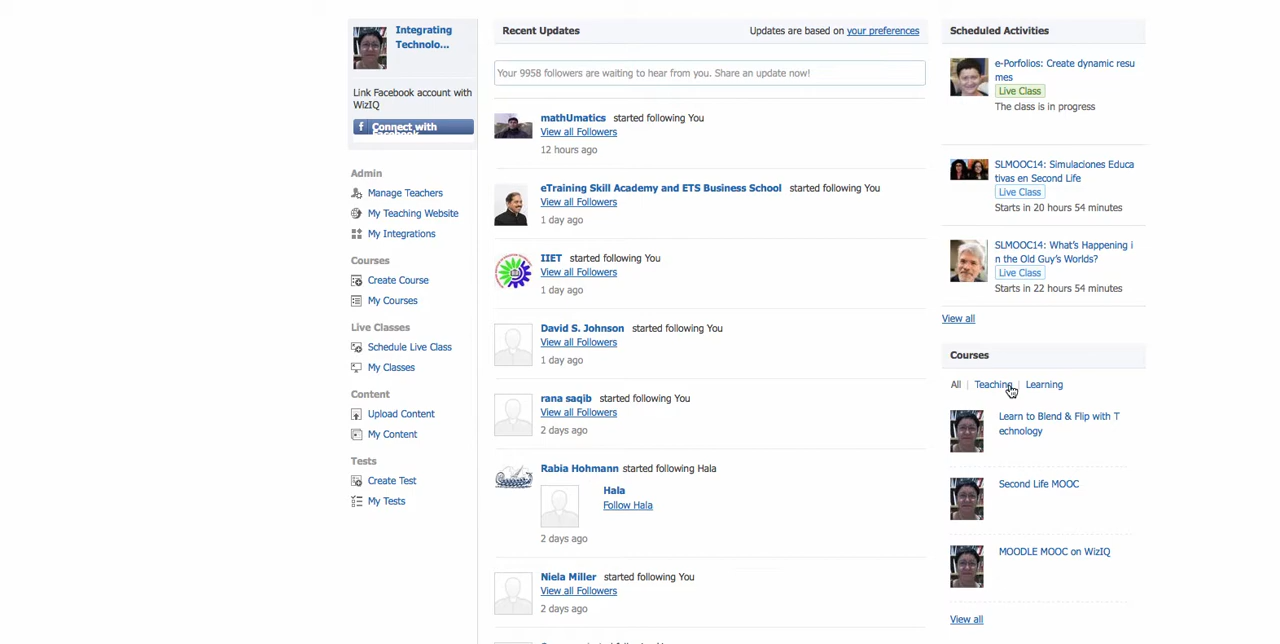 Integrating
Technolo...
Link Facebook account with
WizIQ
f Connect with
Facebook
Admin
Manage Teachers
My Teaching Website
My Integrations
Courses
Create Course
My Courses
Live Classes
Schedule Live Class
My Classes
Content
Upload Content
My Content
Tests
Create Test
My Tests
Recent Updates
Updates are based on your preferences
Your 9958 followers are waiting to hear from you. Share an update now!
mathUmatics started following You
View all Followers
12 hours ago
eTraining Skill Academy and ETS Business School started following You
View all Followers
1 day ago
IIET started following You
View all Followers
1 day ago
David S. Johnson started following You
View all Followers
1 day ago
rana saqib started following You
View all Followers
2 days ago
Rabia Hohmann started following Hala
Hala
Follow Hala
2 days ago
Niela Miller started following You
View all Followers
2 days ago
Scheduled Activities
e-Porfolios: Create dynamic resu
mes
Live Class
The class is in progress
SLMOOC14: Simulaciones Educa
tivas en Second Life
Live Class
Starts in 20 hours 54 minutes
SLMOOC14: What's Happening i
n the Old Guy's Worlds?
Live Class
Starts in 22 hours 54 minutes
View all
Courses
All | Teaching | Learning
Learn to Blend & Flip with T
echnology
Second Life MOOC
MOODLE MOOC on WizIQ
View all